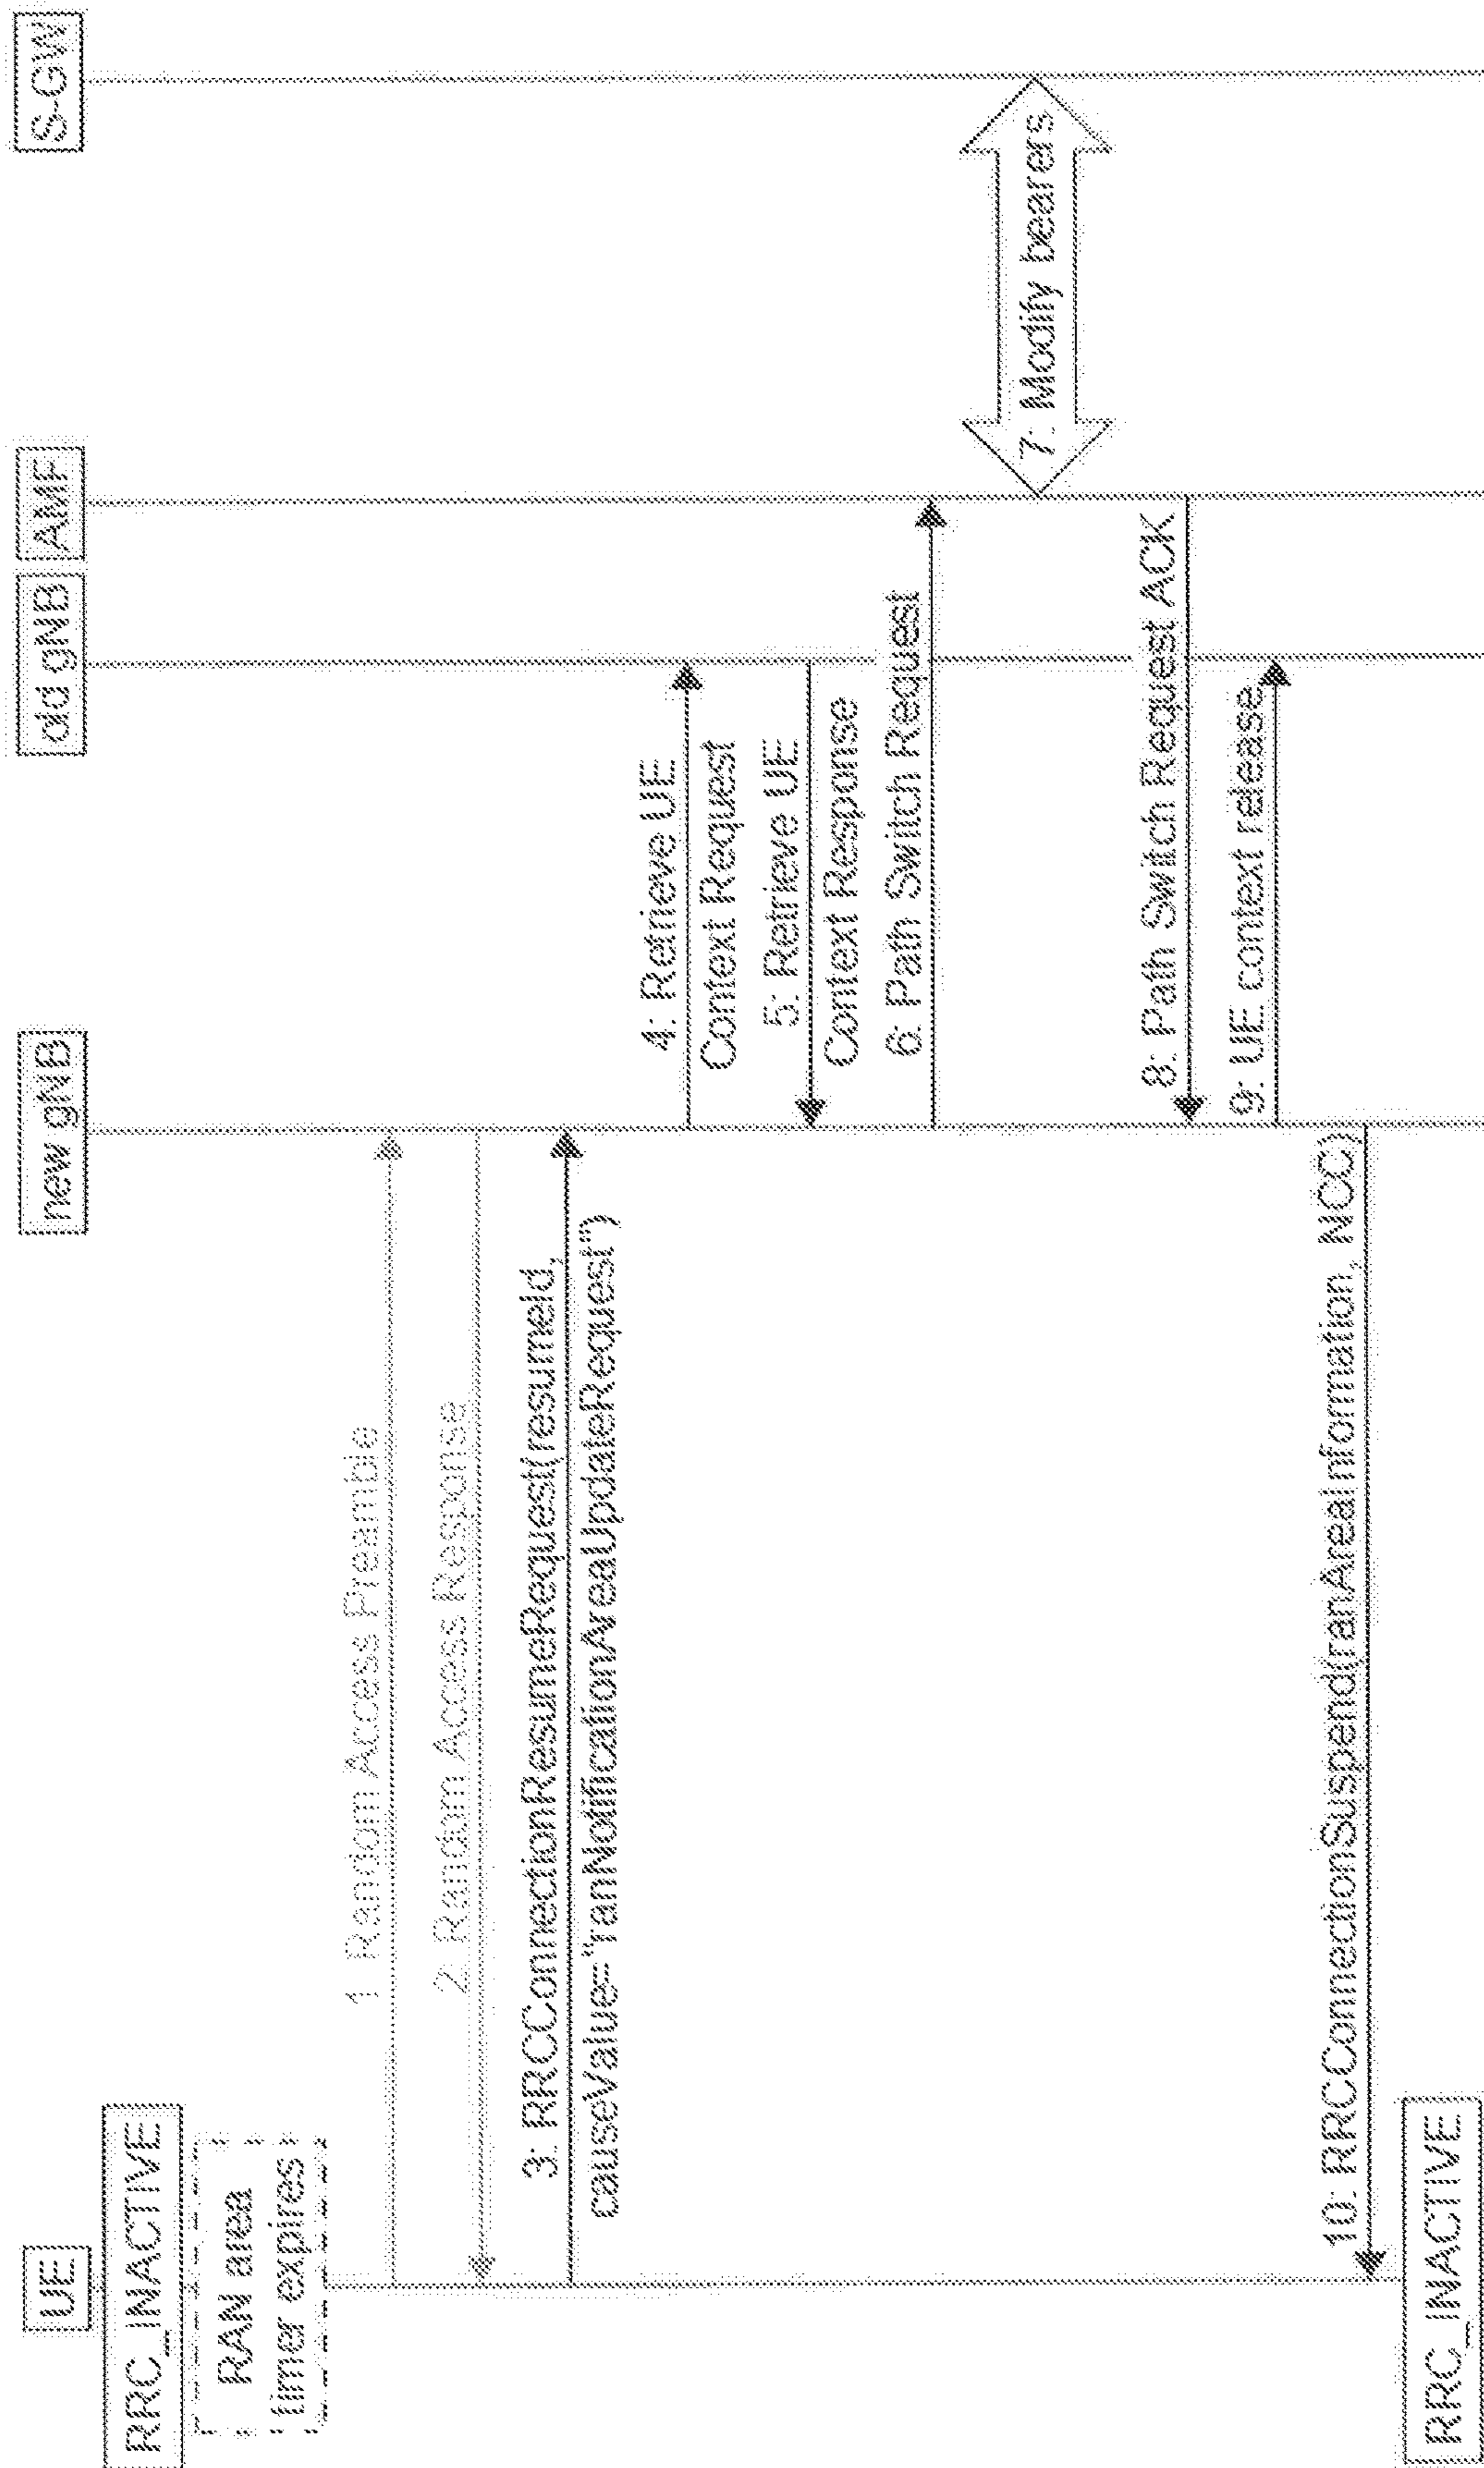 UE
new gNB
old gNB
AMF
S-GW
RRC_INACTIVE
RAN area
timer expires
1. Random Access Preamble
2. Random Access Response
3: RRCConnectionResumeRequest(resumeId,
causeValue="ranNotificationAreaUpdateRequest")
4: Retrieve UE
Context Request
5: Retrieve UE
Context Response
6: Path Switch Request
7: Modify bearers
8: Path Switch Request ACK
9: UE context release
10: RRCConnectionSuspend(ranAreaInformation, NCC)
RRC_INACTIVE